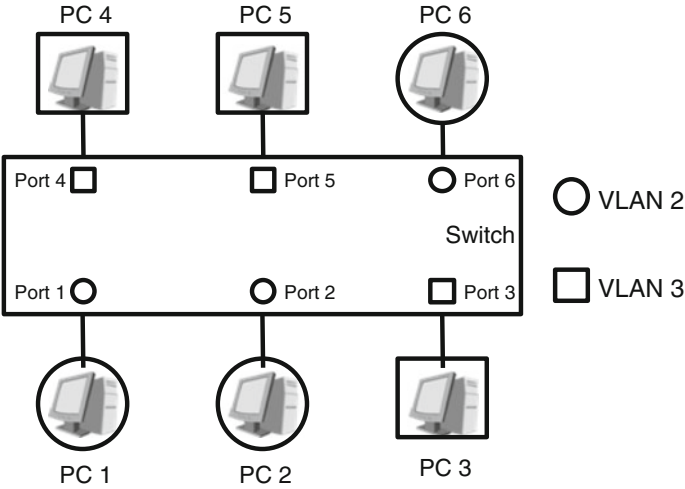 PC 4
PC 5
PC 6
Port 4
Port 5
Port 6
VLAN 2
Switch
VLAN 3
Port 1
Port 2
Port 3
PC 1
PC 2
PC 3